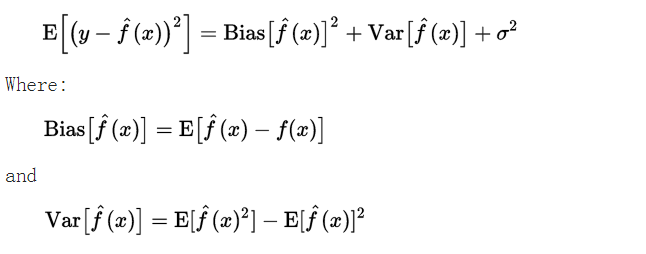 E[(y − f̂(x))²] = Bias[f̂(x)]² + Var[f̂(x)] + σ²
Where:
Bias[f̂(x)] = E[f̂(x) − f(x)]
and
Var[f̂(x)] = E[f̂(x)²] − E[f̂(x)]²